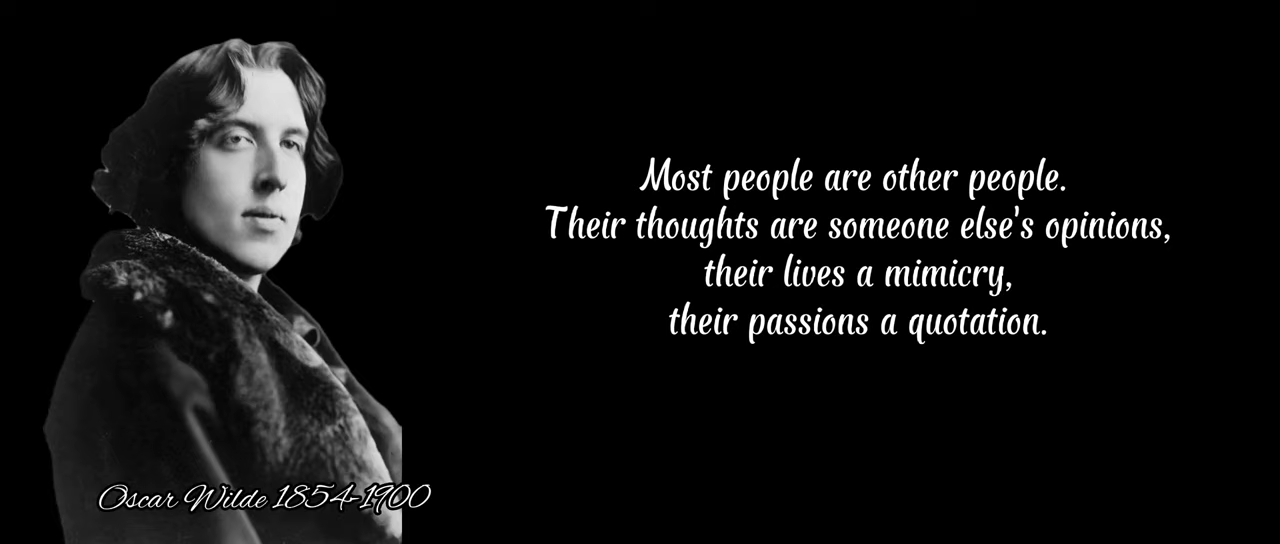 Most people are other people.
Their thoughts are someone else's opinions,
their lives a mimicry,
their passions a quotation.
Oscar Wilde 1854-1900